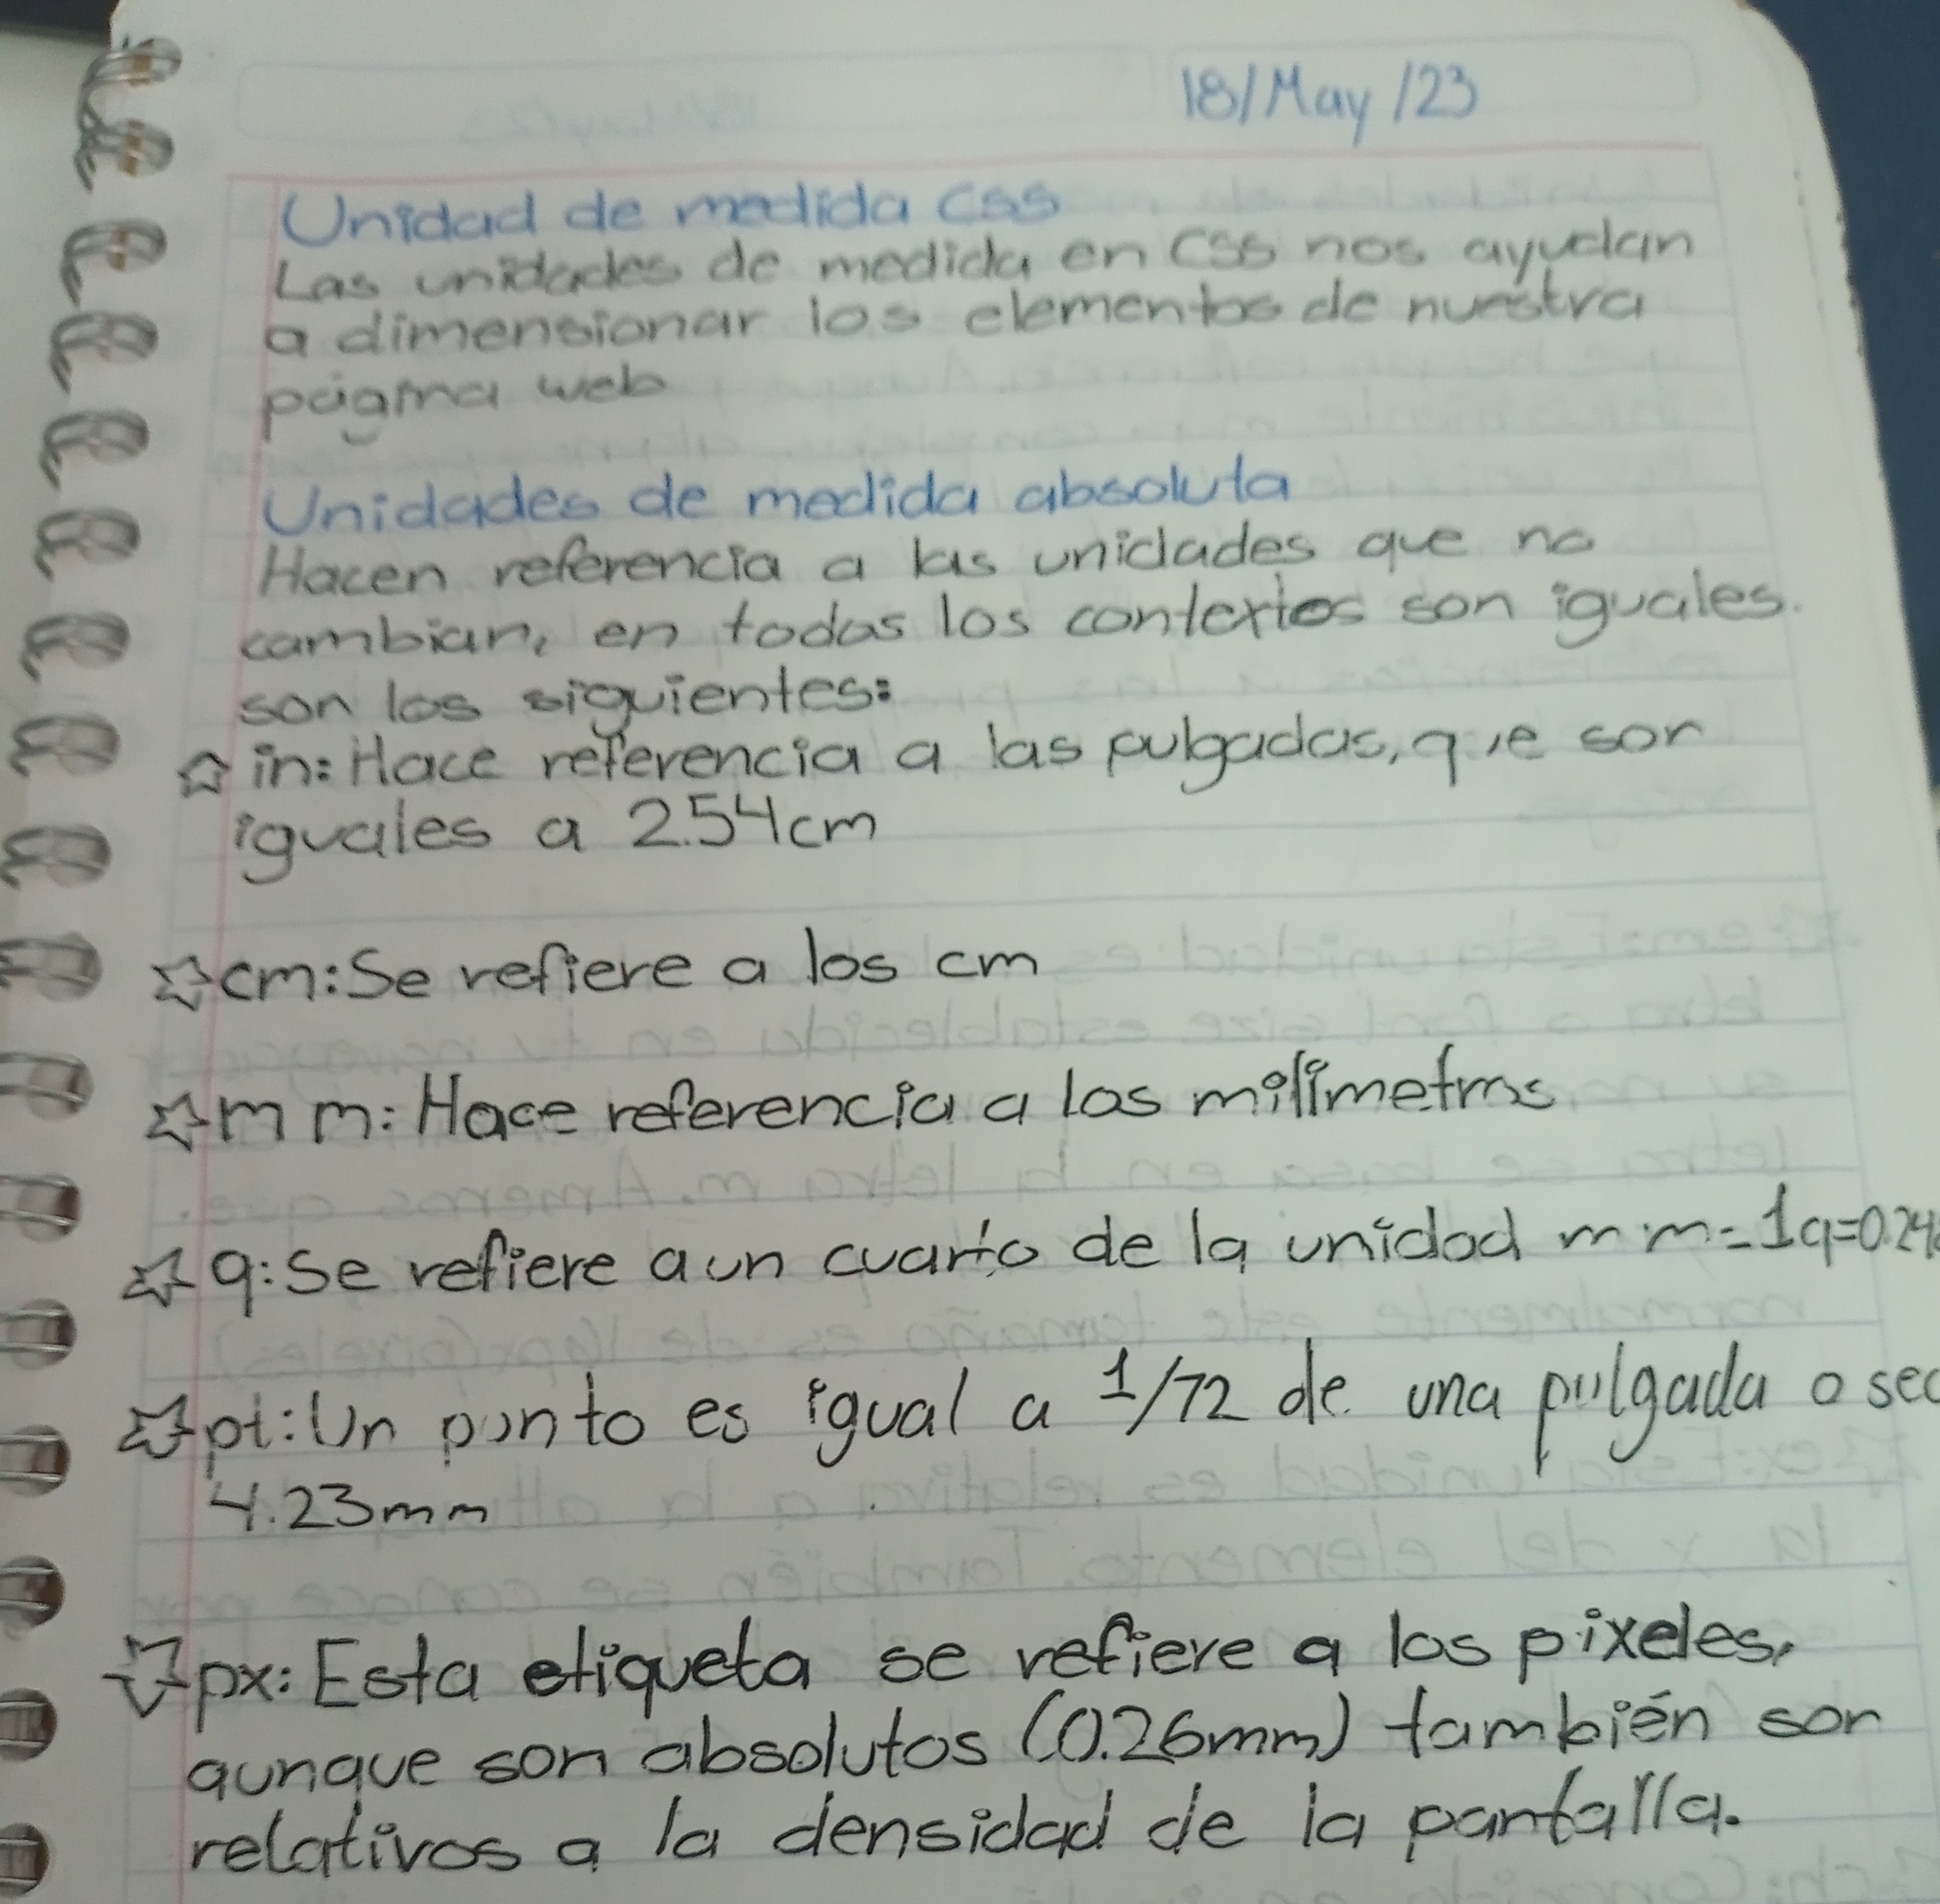 18/May/23
Unidad de medida css
Las unidades de medida en CSS nos ayudan
a dimensionar los elementos de nuestra
página web
Unidades de medida absoluta
Hacen referencia a las unidades que no
cambian, en todos los contextos son iguales.
son los siguientes:
☆ in: Hace referencia a las pulgadas, que son
iguales a 2.54cm
☆ cm: Se refiere a los cm
☆ mm: Hace referencia a los milímetros
☆ q: Se refiere a un cuarto de la unidad mm = 1q=0.24
☆ pt: Un punto es igual a 1/72 de una pulgada o sea
4.23mm
☆ px: Esta etiqueta se refiere a los pixeles,
aunque son absolutos (0.26mm) también son
relativos a la densidad de la pantalla.